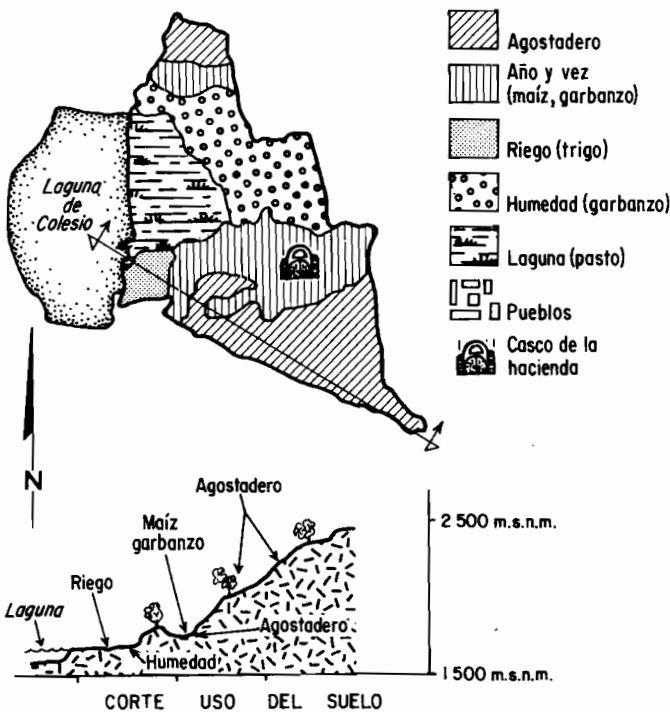 Agostadero
Año y vez
(maíz, garbanzo)
Riego (trigo)
Humedad (garbanzo)
Laguna (pasto)
Pueblos
Casco de la
hacienda
Laguna
de
Colesio
N
Agostadero
Maíz
garbanzo
Riego
Laguna
Humedad
Agostadero
2 500 m.s.n.m.
1 500 m.s.n.m.
CORTE USO DEL SUELO